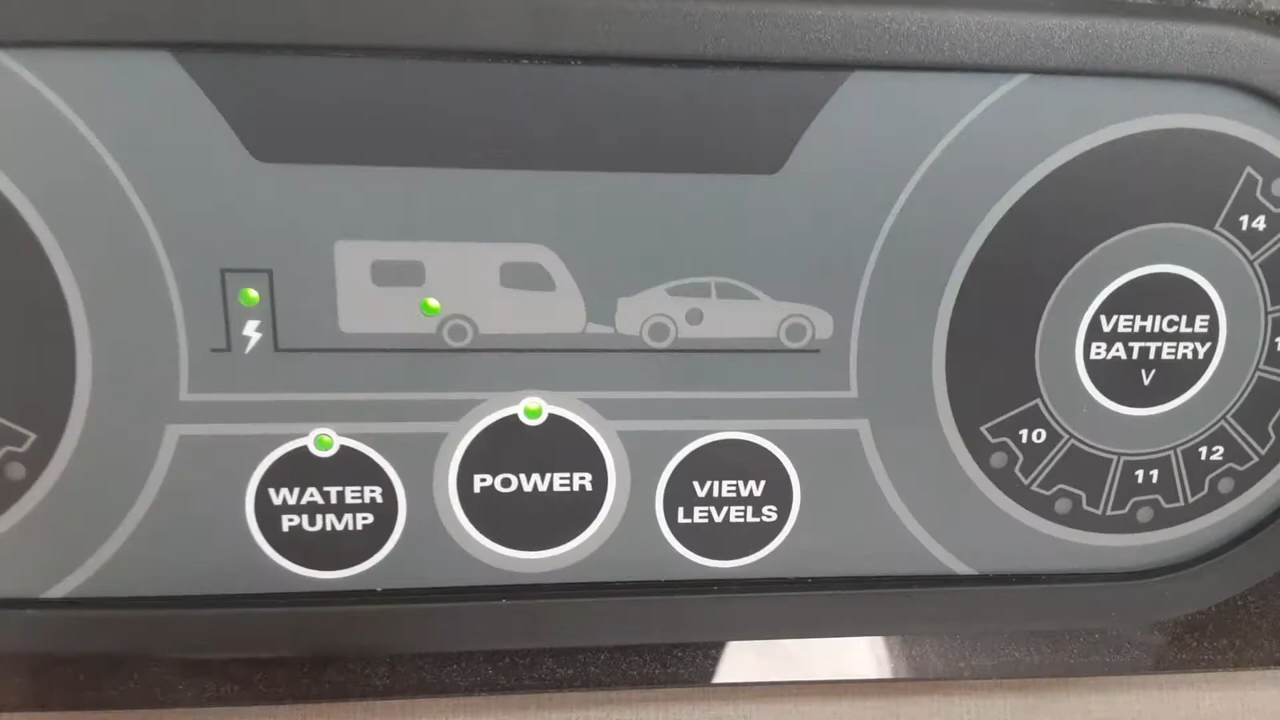 14
VEHICLE
BATTERY
V
10
11
12
WATER
PUMP
POWER
VIEW
LEVELS